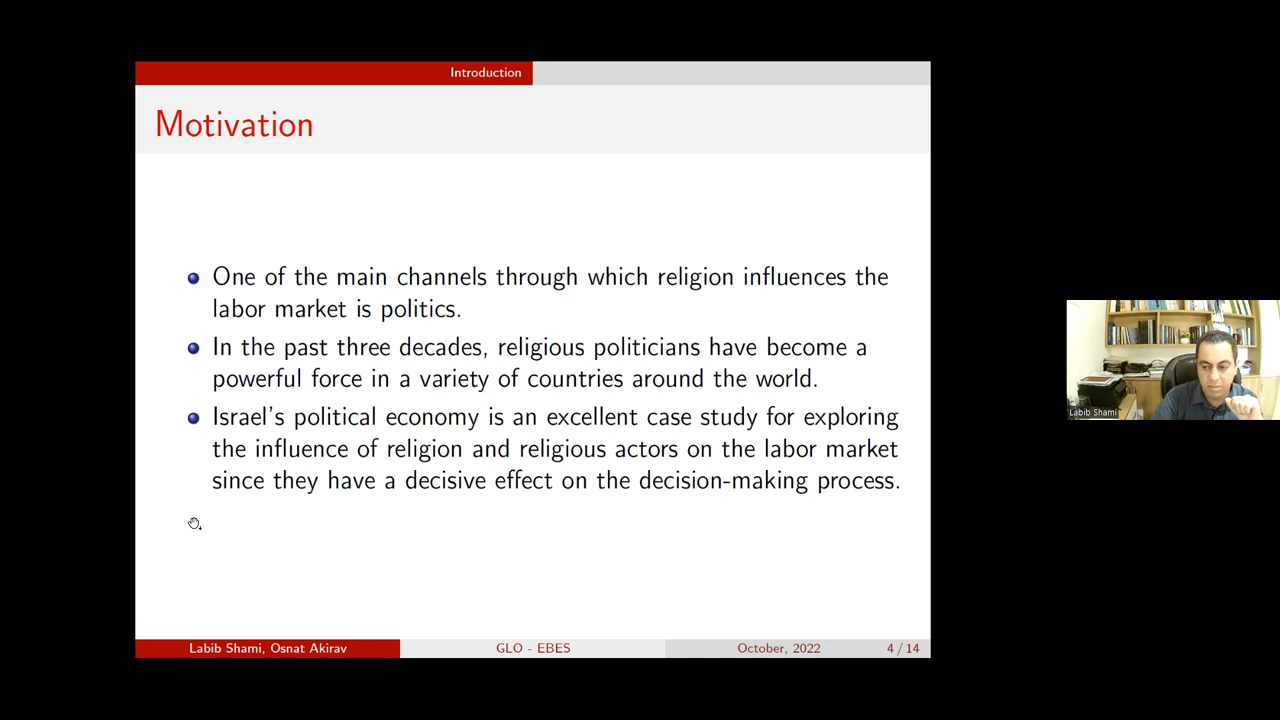 Introduction
Motivation
One of the main channels through which religion influences the
labor market is politics.
In the past three decades, religious politicians have become a
powerful force in a variety of countries around the world.
Israel's political economy is an excellent case study for exploring
the influence of religion and religious actors on the labor market
since they have a decisive effect on the decision-making process.
Labib Shami
Labib Shami, Osnat Akirav
GLO - EBES
October, 2022
4 / 14